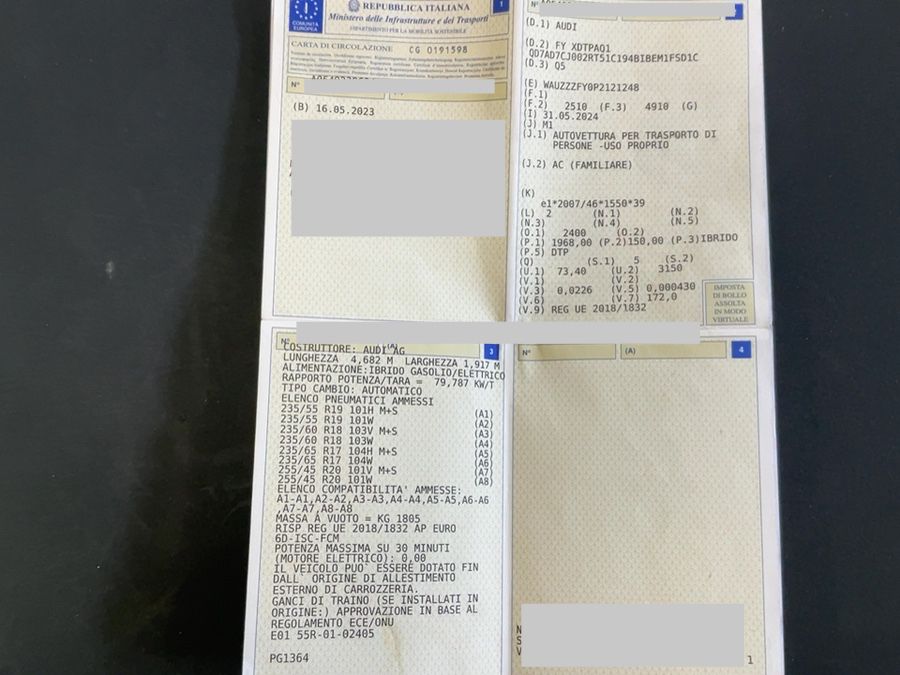 COMUNITÀ
EUROPEA
REPUBBLICA ITALIANA
Ministero delle Infrastrutture e dei Trasporti
DIPARTIMENTO PER LA MOBILITÀ SOSTENIBILE
1
CARTA DI CIRCOLAZIONE CG 0191598
N°
(B) 16.05.2023
N°
(D.1) AUDI
(D.2) FY XDTPAQ1
QD7AD7CJ002RT51C194BIBEM1FSD1C
(D.3) Q5
(E) WAUZZZFY0P2121248
(F.1)
(F.2) 2510 (F.3) 4910 (G)
(I) 31.05.2024
(J) M1
(J.1) AUTOVETTURA PER TRASPORTO DI
PERSONE -USO PROPRIO
(J.2) AC (FAMILIARE)
(K)
e1*2007/46*1550*39
(L) 2 (N.1) (N.2)
(N.3) (N.4) (N.5)
(O.1) 2400 (O.2)
(P.1) 1968,00 (P.2)150,00 (P.3)IBRIDO
(P.5) DTP
(Q) (S.1) 5 (S.2)
(U.1) 73,40 (U.2) 3150
(V.1) (V.2)
(V.3) 0,0226 (V.5) 0,000430
(V.6) (V.7) 172,0
(V.9) REG UE 2018/1832
IMPOSTA
DI BOLLO
ASSOLTA
IN MODO
VIRTUALE
N° (A) 3
COSTRUTTORE: AUDI AG
LUNGHEZZA 4,682 M LARGHEZZA 1,917 M
ALIMENTAZIONE:IBRIDO GASOLIO/ELETTRICO
RAPPORTO POTENZA/TARA = 79,787 KW/T
TIPO CAMBIO: AUTOMATICO
ELENCO PNEUMATICI AMMESSI
235/55 R19 101H M+S (A1)
235/55 R19 101W (A2)
235/60 R18 103V M+S (A3)
235/60 R18 103W (A4)
235/65 R17 104H M+S (A5)
235/65 R17 104W (A6)
255/45 R20 101V M+S (A7)
255/45 R20 101W (A8)
ELENCO COMPATIBILITA' AMMESSE:
A1-A1,A2-A2,A3-A3,A4-A4,A5-A5,A6-A6
,A7-A7,A8-A8
MASSA A VUOTO = KG 1805
RISP REG UE 2018/1832 AP EURO
6D-ISC-FCM
POTENZA MASSIMA SU 30 MINUTI
(MOTORE ELETTRICO): 0,00
IL VEICOLO PUO` ESSERE DOTATO FIN
DALL` ORIGINE DI ALLESTIMENTO
ESTERNO DI CARROZZERIA.
GANCI DI TRAINO (SE INSTALLATI IN
ORIGINE:) APPROVAZIONE IN BASE AL
REGOLAMENTO ECE/ONU
E01 55R-01-02405
PG1364
N° (A) 4
1